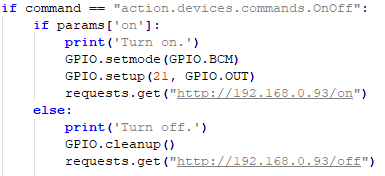 if command == "action.devices.commands.OnOff":
    if params['on']:
        print('Turn on.')
        GPIO.setmode(GPIO.BCM)
        GPIO.setup(21, GPIO.OUT)
        requests.get("http://192.168.0.93/on")
    else:
        print('Turn off.')
        GPIO.cleanup()
        requests.get("http://192.168.0.93/off")